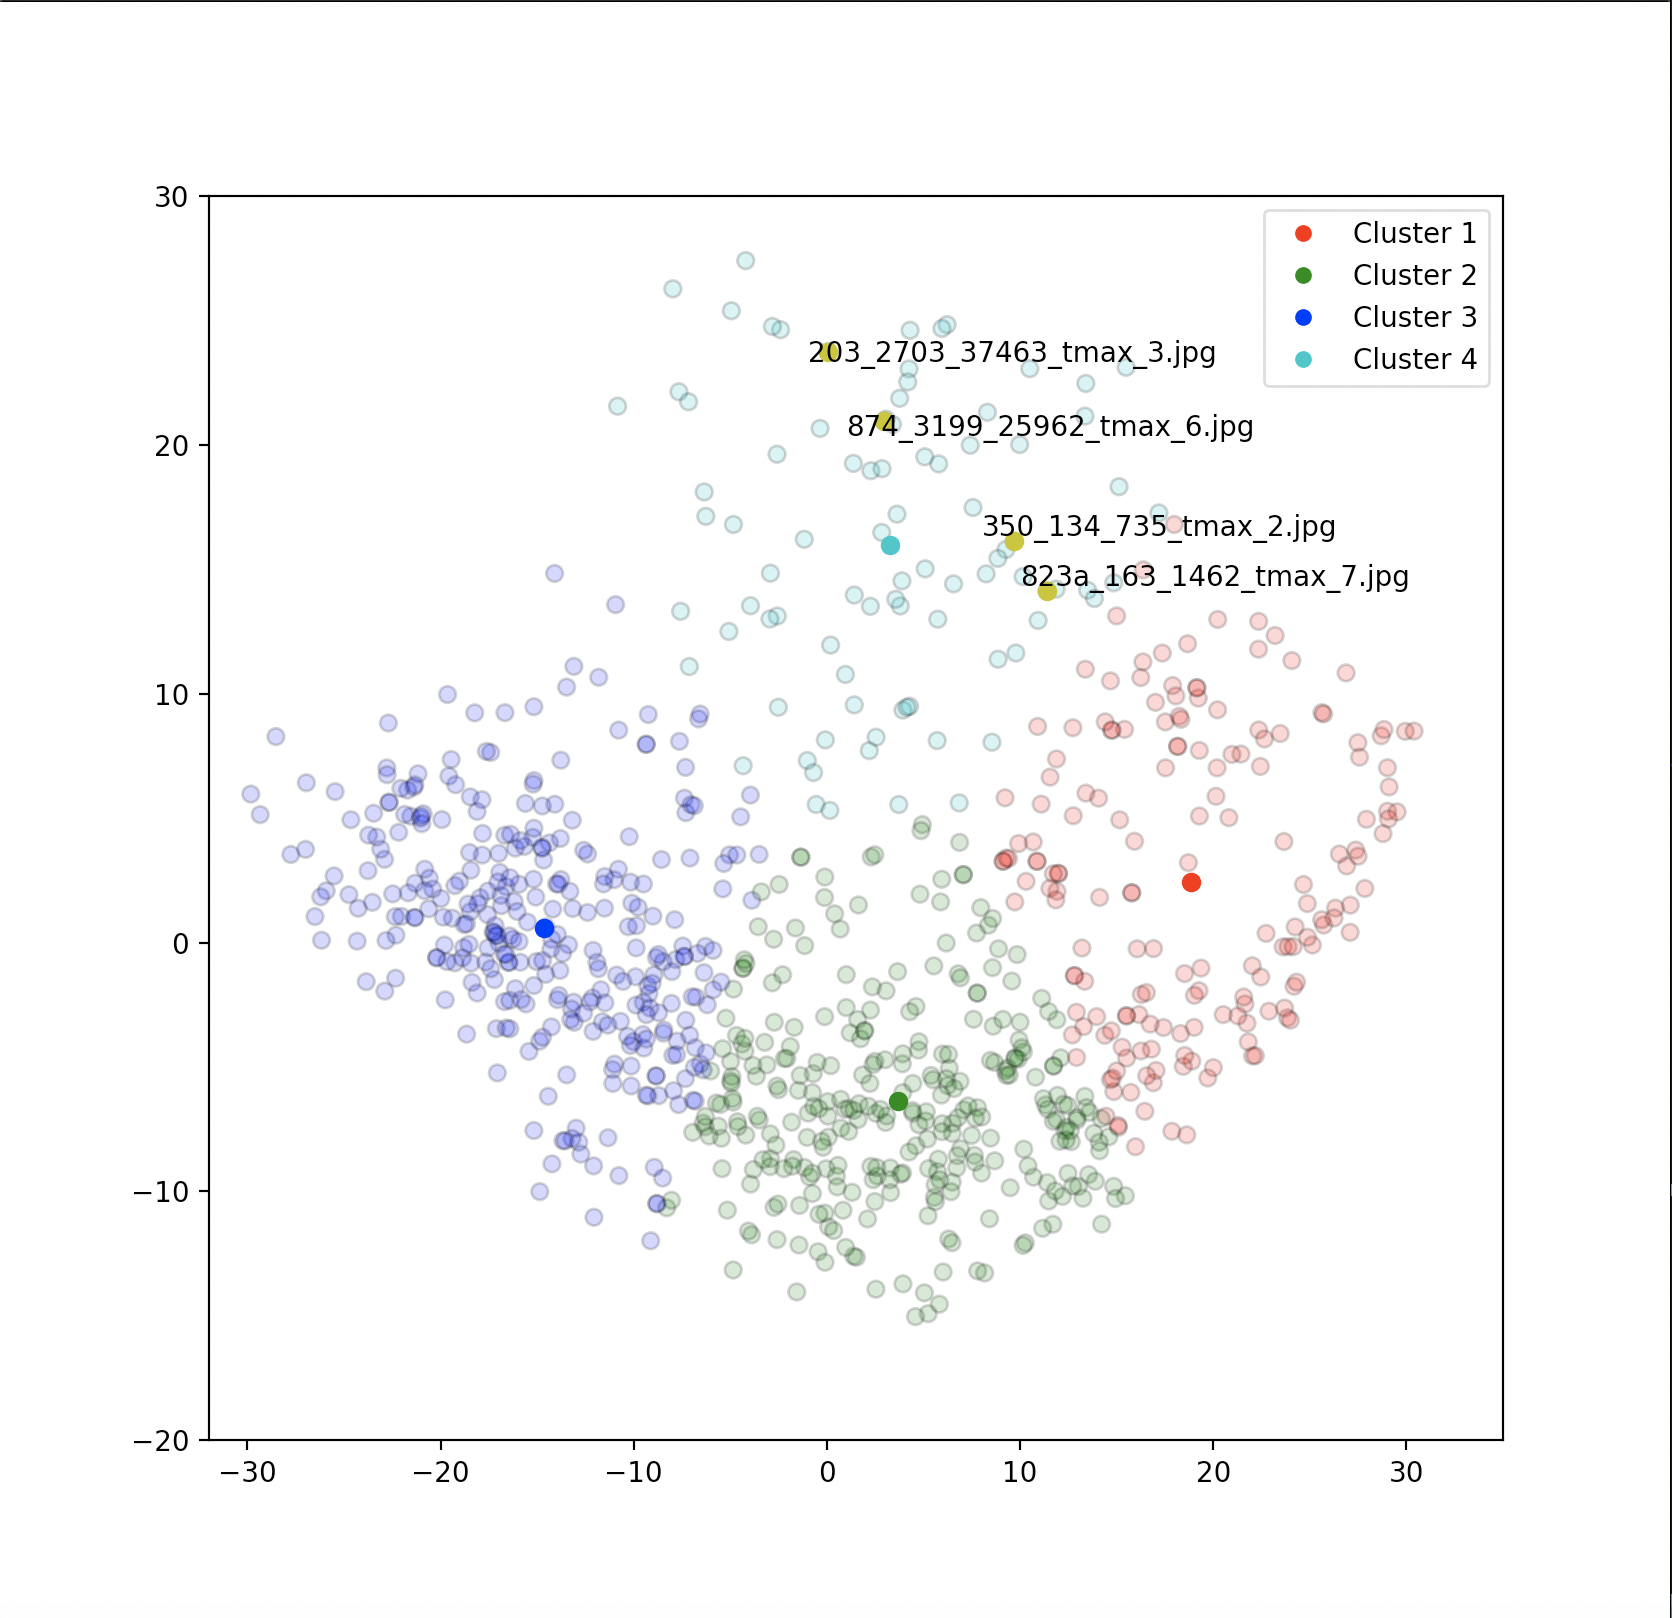 30
20
10
0
−10
−20
−30
−20
−10
0
10
20
30
Cluster 1
Cluster 2
Cluster 3
Cluster 4
203_2703_37463_tmax_3.jpg
874_3199_25962_tmax_6.jpg
350_134_735_tmax_2.jpg
823a_163_1462_tmax_7.jpg